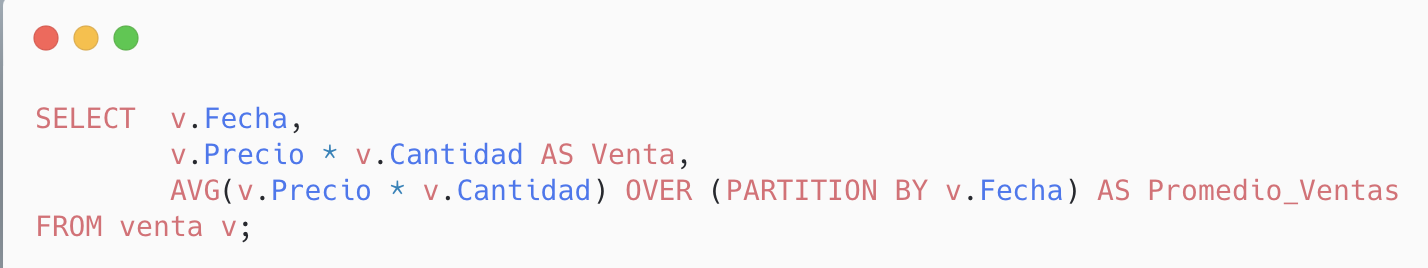 SELECT  v.Fecha,
        v.Precio * v.Cantidad AS Venta,
        AVG(v.Precio * v.Cantidad) OVER (PARTITION BY v.Fecha) AS Promedio_Ventas
FROM venta v;